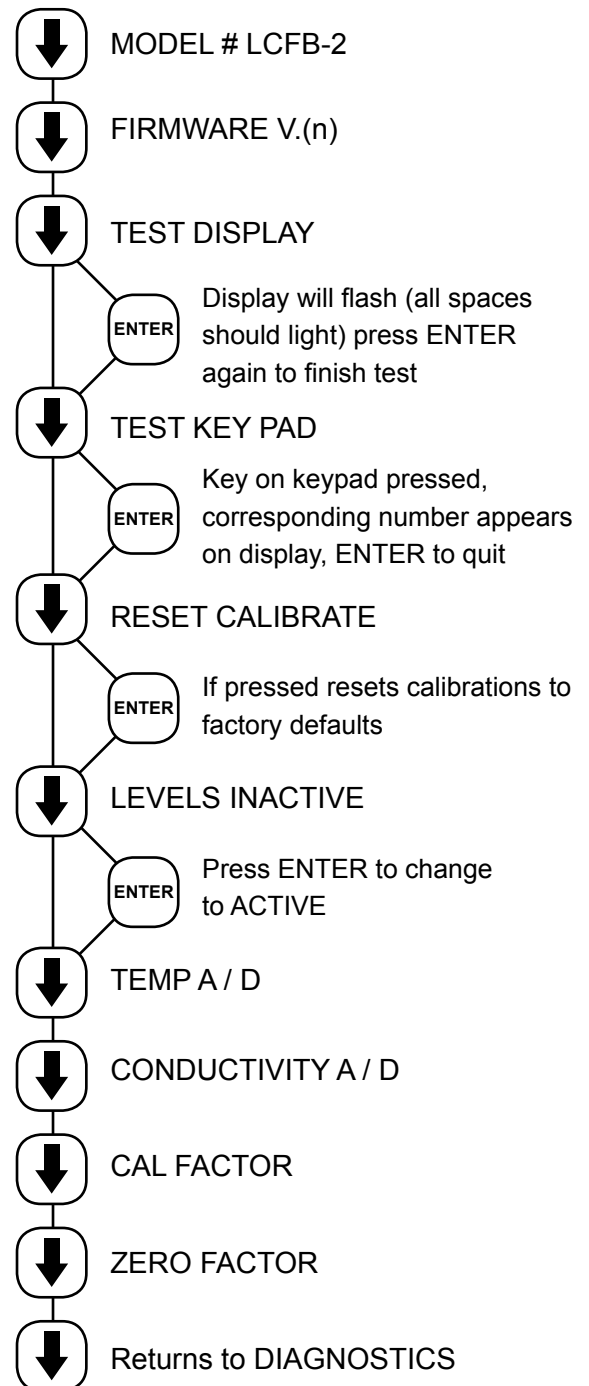 MODEL # LCFB-2
FIRMWARE V.(n)
TEST DISPLAY
ENTER
Display will flash (all spaces
should light) press ENTER
again to finish test
TEST KEY PAD
ENTER
Key on keypad pressed,
corresponding number appears
on display, ENTER to quit
RESET CALIBRATE
ENTER
If pressed resets calibrations to
factory defaults
LEVELS INACTIVE
ENTER
Press ENTER to change
to ACTIVE
TEMP A / D
CONDUCTIVITY A / D
CAL FACTOR
ZERO FACTOR
Returns to DIAGNOSTICS